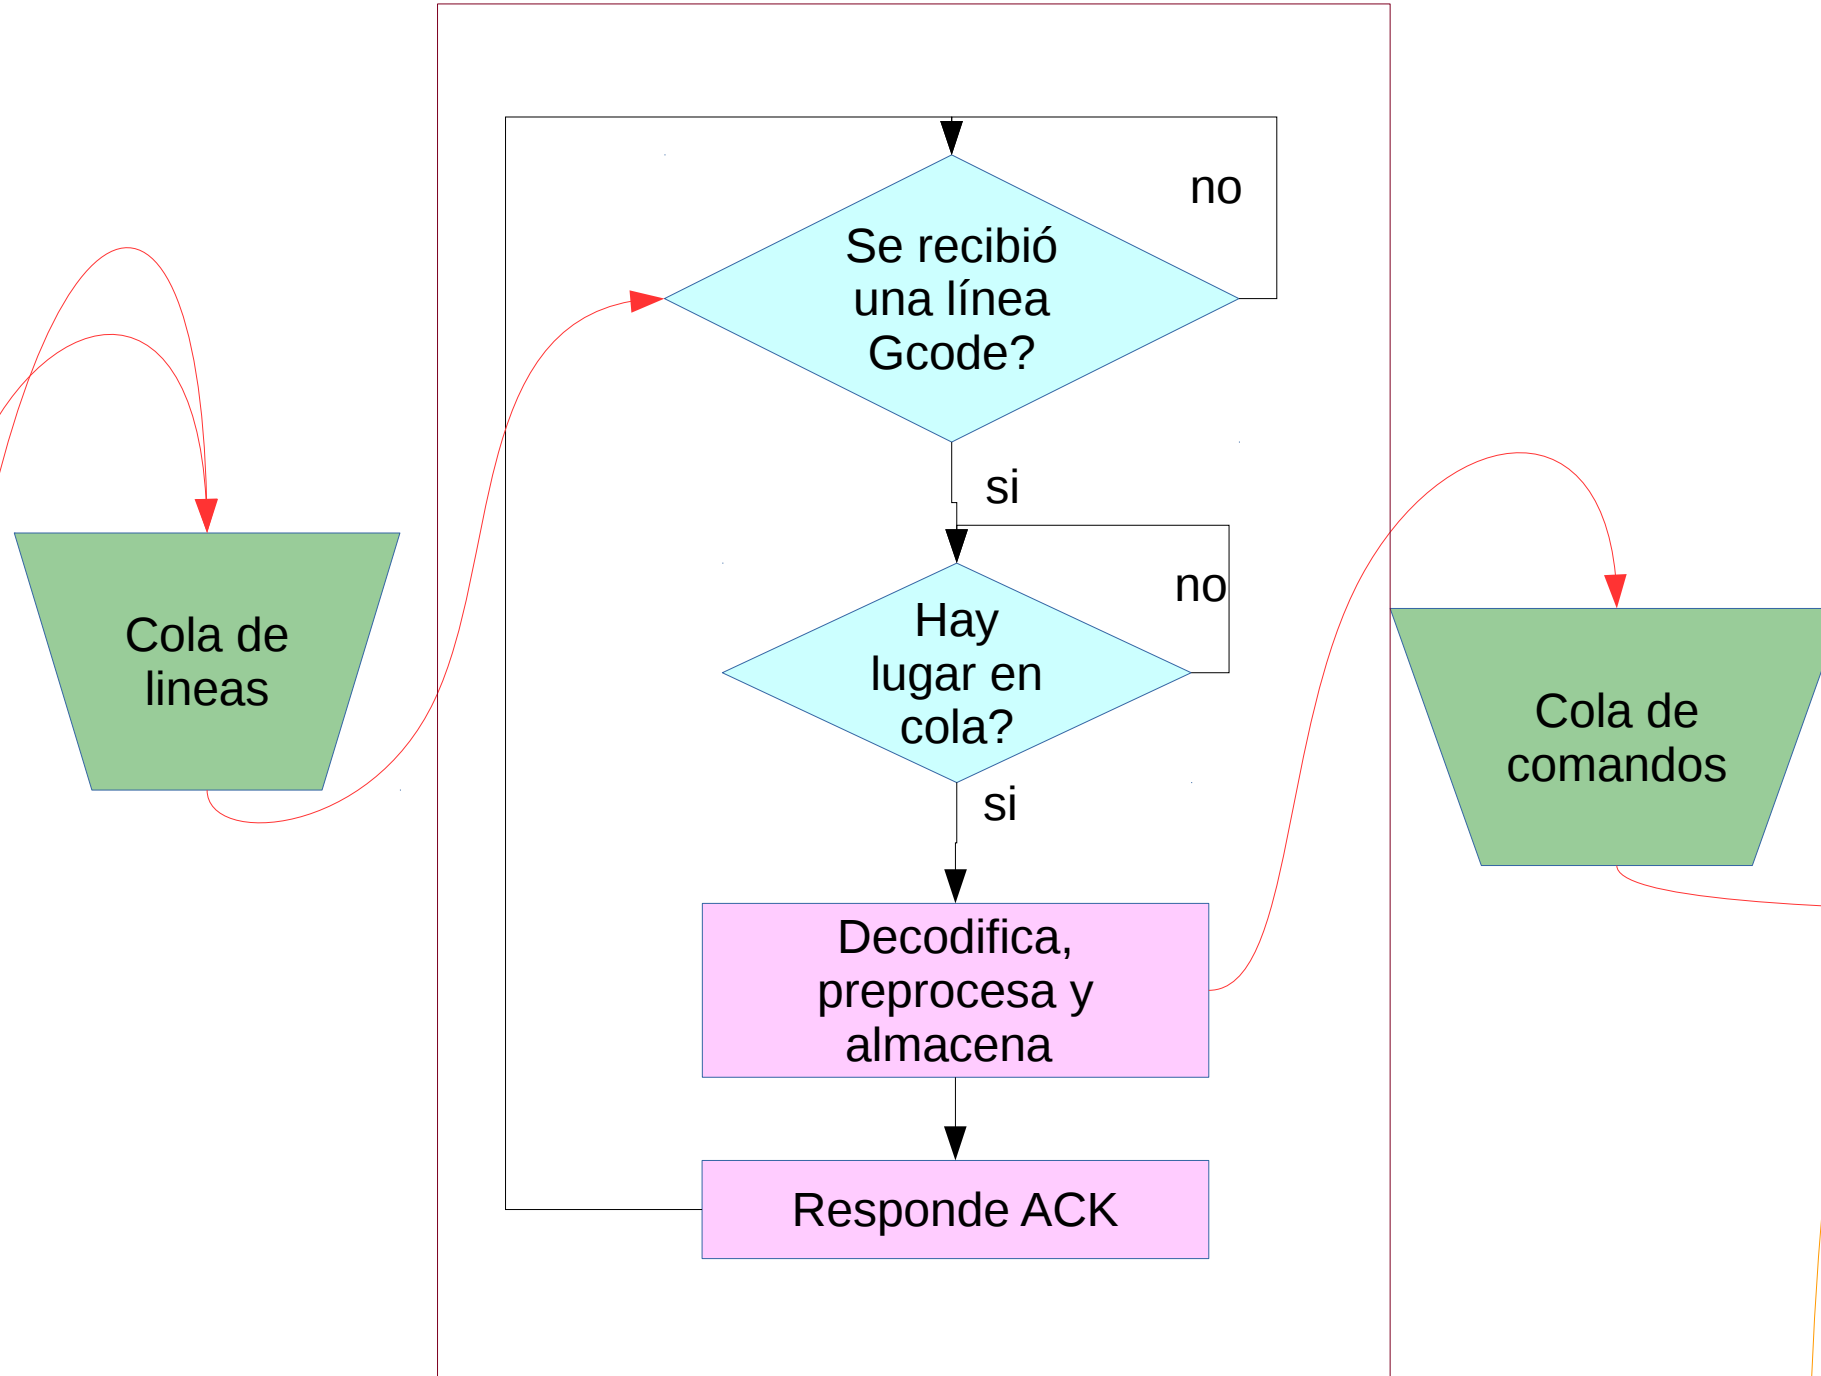 no
Se recibió
una línea
Gcode?
si
no
Hay
lugar en
cola?
si
Cola de
lineas
Cola de
comandos
Decodifica,
preprocesa y
almacena
Responde ACK